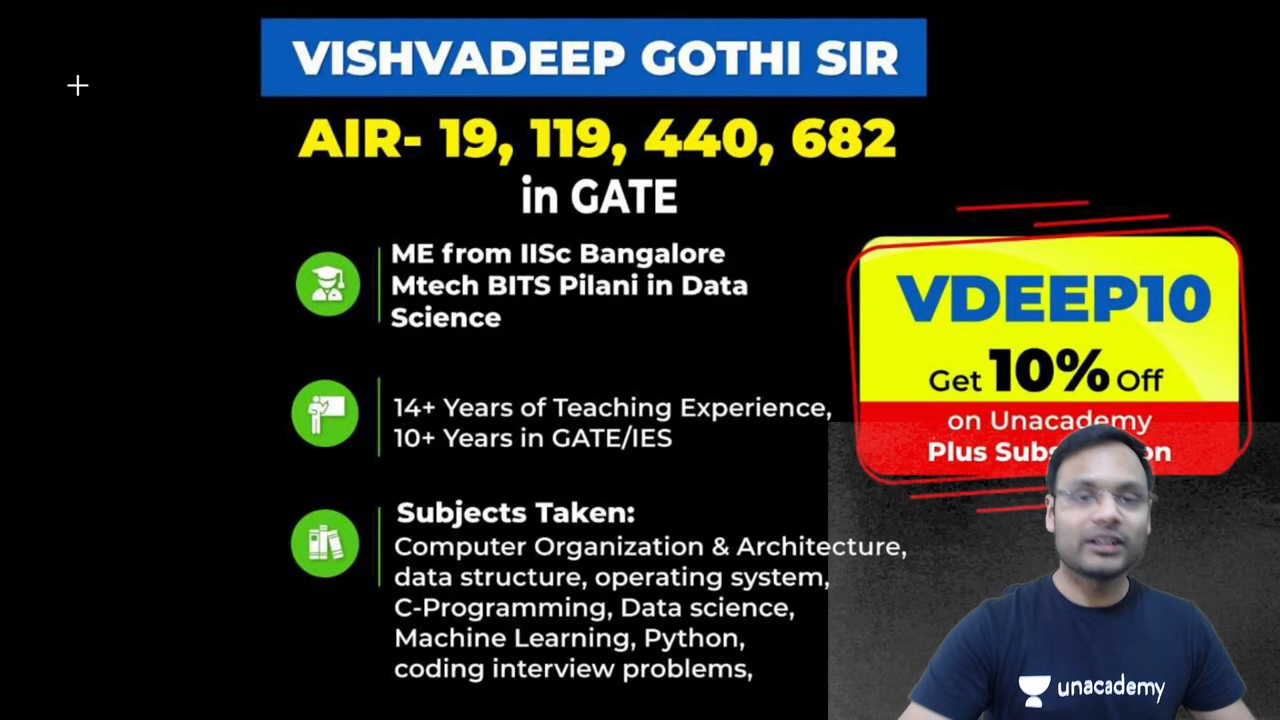 VISHVADEEP GOTHI SIR
AIR- 19, 119, 440, 682
in GATE
ME from IISc Bangalore
Mtech BITS Pilani in Data
Science
14+ Years of Teaching Experience,
10+ Years in GATE/IES
Subjects Taken:
Computer Organization & Architecture,
data structure, operating system,
C-Programming, Data science,
Machine Learning, Python,
coding interview problems,
VDEEP10
Get 10% Off
on Unacademy
Plus
unacademy